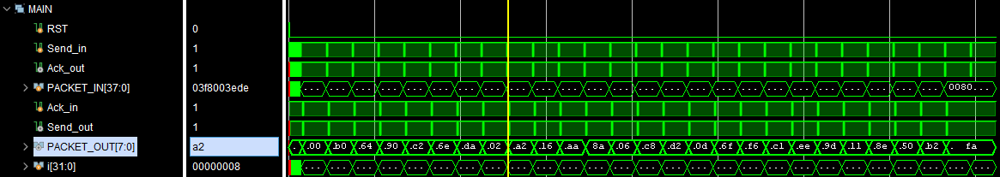 MAIN
RST 0
Send_in 1
Ack_out 1
PACKET_IN[37:0] 03f8003ede ... ... ... ... ... ... ... ... ... ... ... ... ... ... ... ... ... ... ... ... ... ... ... ... ... 0080...
Ack_in 1
Send_out 1
PACKET_OUT[7:0] a2 . .00 b0 .64 .90 .c2 .6e .da .02 .a2 .16 .aa 8a .06 .c8 .d2 .0d .6f .f6 .c1 .ee .9d .11 .8e .50 .b2 . fa
i[31:0] 00000008 ... ... ... ... ... ... ... ... ... ... ... ... ... ... ... ... ... ... ... ... ... ... ... ... ... ... ...